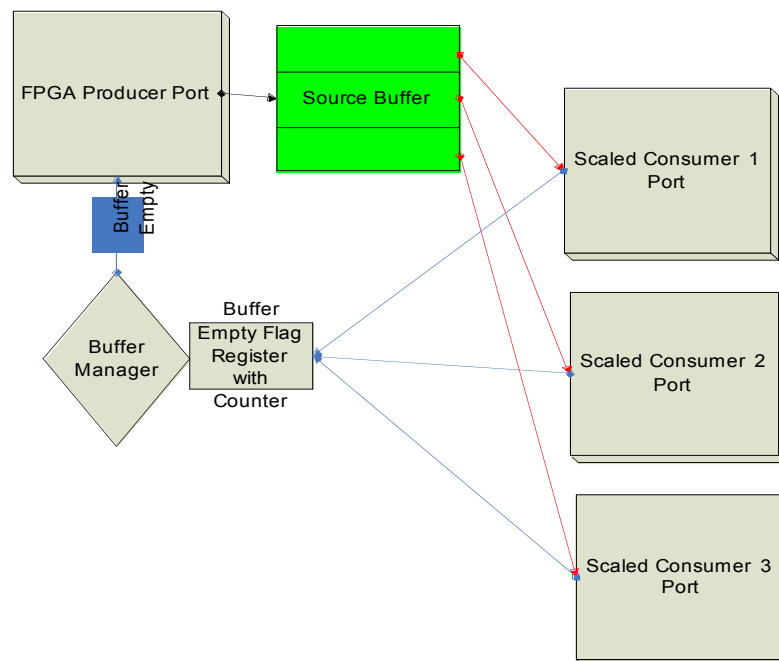 FPGA Producer Port
Source Buffer
Scaled Consumer 1
Port
Buffer
Empty
Buffer
Empty Flag
Register
with
Counter
Buffer
Manager
Scaled Consumer 2
Port
Scaled Consumer 3
Port